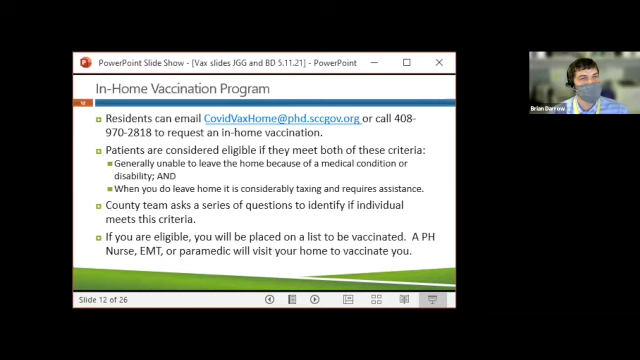 PowerPoint Slide Show - [Vax slides JGG and BD 5.11.21] - PowerPoint
In-Home Vaccination Program
12
Residents can email CovidVaxHome@phd.sccgov.org or call 408-
970-2818 to request an in-home vaccination.
Patients are considered eligible if they meet both of these criteria:
Generally unable to leave the home because of a medical condition or
disability; AND
When you do leave home it is considerably taxing and requires assistance.
County team asks a series of questions to identify if individual
meets this criteria.
If you are eligible, you will be placed on a list to be vaccinated. A PH
Nurse, EMT, or paramedic will visit your home to vaccinate you.
Slide 12 of 26
Brian Darrow